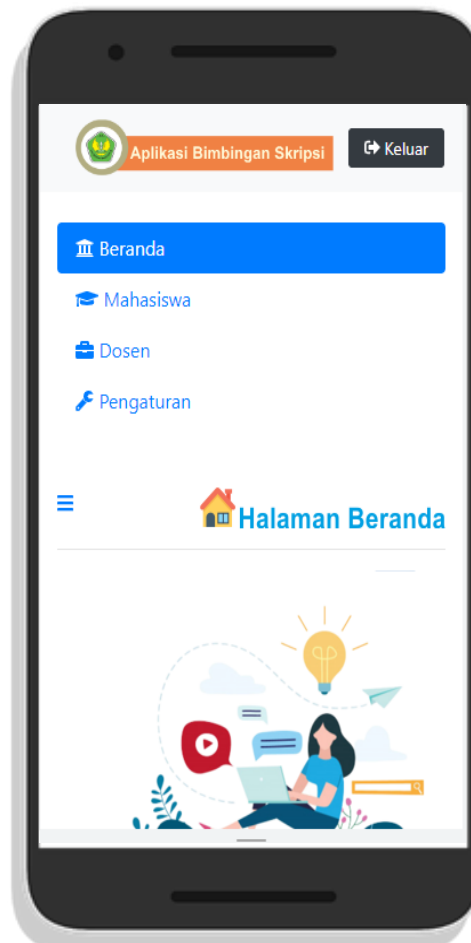 Aplikasi Bimbingan Skripsi
Keluar
Beranda
Mahasiswa
Dosen
Pengaturan
Halaman Beranda